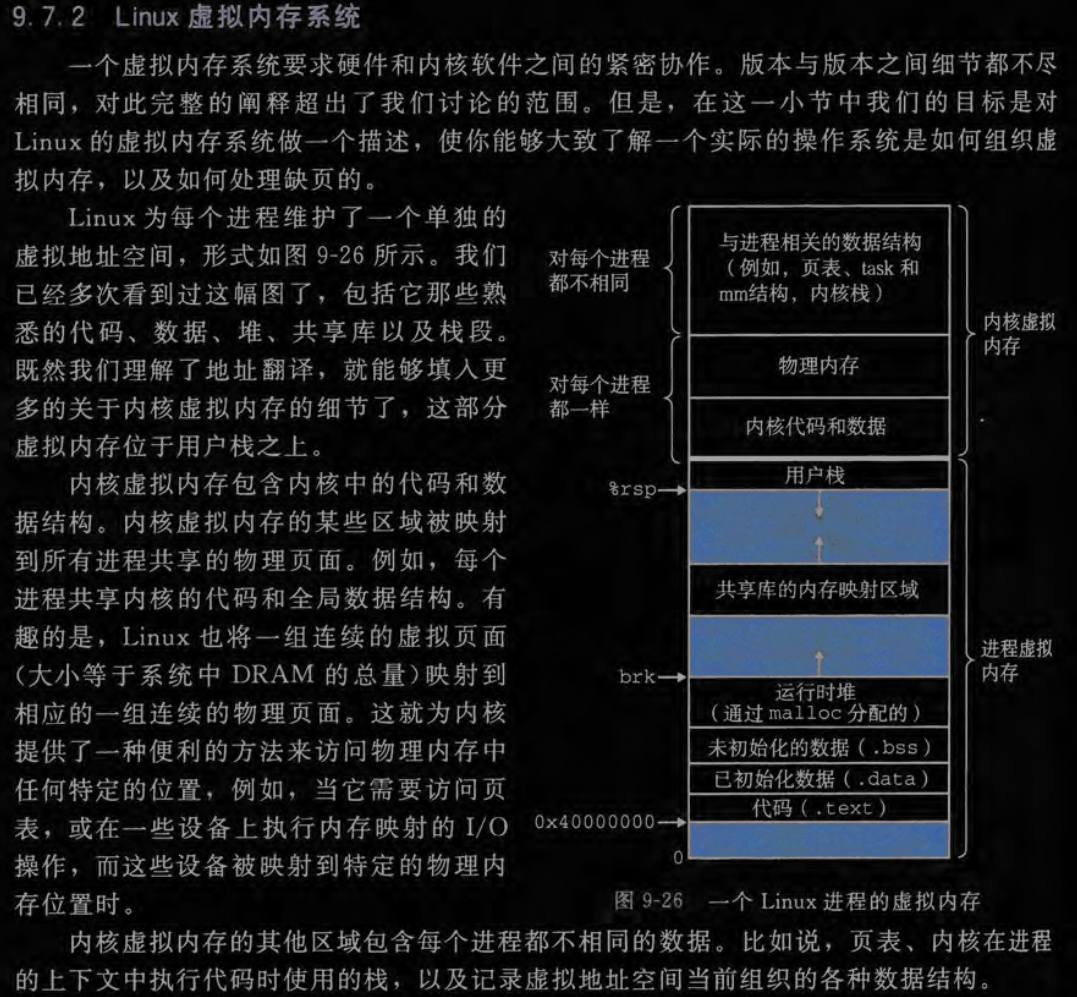 9.7.2 Linux 虚拟内存系统
一个虚拟内存系统要求硬件和内核软件之间的紧密协作。版本与版本之间细节都不尽
相同，对此完整的阐释超出了我们讨论的范围。但是，在这一小节中我们的目标是对
Linux 的虚拟内存系统做一个描述，使你能够大致了解一个实际的操作系统是如何组织虚
拟内存，以及如何处理缺页的。
Linux 为每个进程维护了一个单独的
虚拟地址空间，形式如图 9-26 所示。我们
已经多次看到过这幅图了，包括它那些熟
悉的代码、数据、堆、共享库以及栈段。
既然我们理解了地址翻译，就能够填入更
多的关于内核虚拟内存的细节了，这部分
虚拟内存位于用户栈之上。
内核虚拟内存包含内核中的代码和数
据结构。内核虚拟内存的某些区域被映射
到所有进程共享的物理页面。例如，每个
进程共享内核的代码和全局数据结构。有
趣的是，Linux 也将一组连续的虚拟页面
(大小等于系统中 DRAM 的总量)映射到
相应的一组连续的物理页面。这就为内核
提供了一种便利的方法来访问物理内存中
任何特定的位置，例如，当它需要访问页
表，或在一些设备上执行内存映射的 I/O
操作，而这些设备被映射到特定的物理内
存位置时。
对每个进程
都不相同
与进程相关的数据结构
（例如，页表、task 和
mm结构，内核栈）
内核虚拟
内存
对每个进程
都一样
物理内存
内核代码和数据
用户栈
%rsp
共享库的内存映射区域
进程虚拟
内存
brk
运行时堆
（通过 malloc 分配的）
未初始化的数据（.bss）
已初始化数据（.data）
代码（.text）
0x40000000
0
图 9-26 一个 Linux 进程的虚拟内存
内核虚拟内存的其他区域包含每个进程都不相同的数据。比如说，页表、内核在进程
的上下文中执行代码时使用的栈，以及记录虚拟地址空间当前组织的各种数据结构。